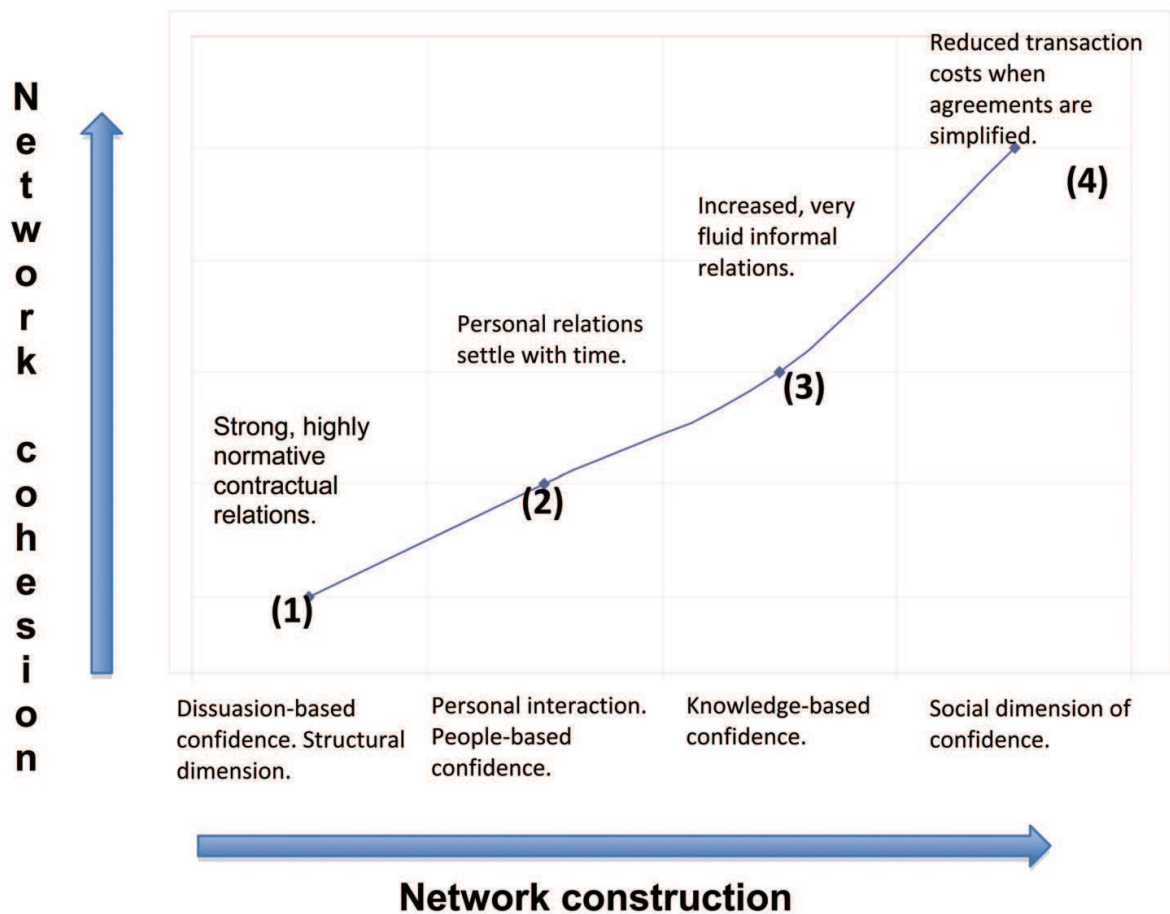 Network cohesion
Reduced transaction
costs when
agreements are
simplified.
(4)
Increased, very
fluid informal
relations.
Personal relations
settle with time.
(3)
Strong, highly
normative
contractual
relations.
(2)
(1)
Dissuasion-based
confidence. Structural
dimension.
Personal interaction.
People-based
confidence.
Knowledge-based
confidence.
Social dimension of
confidence.
Network construction